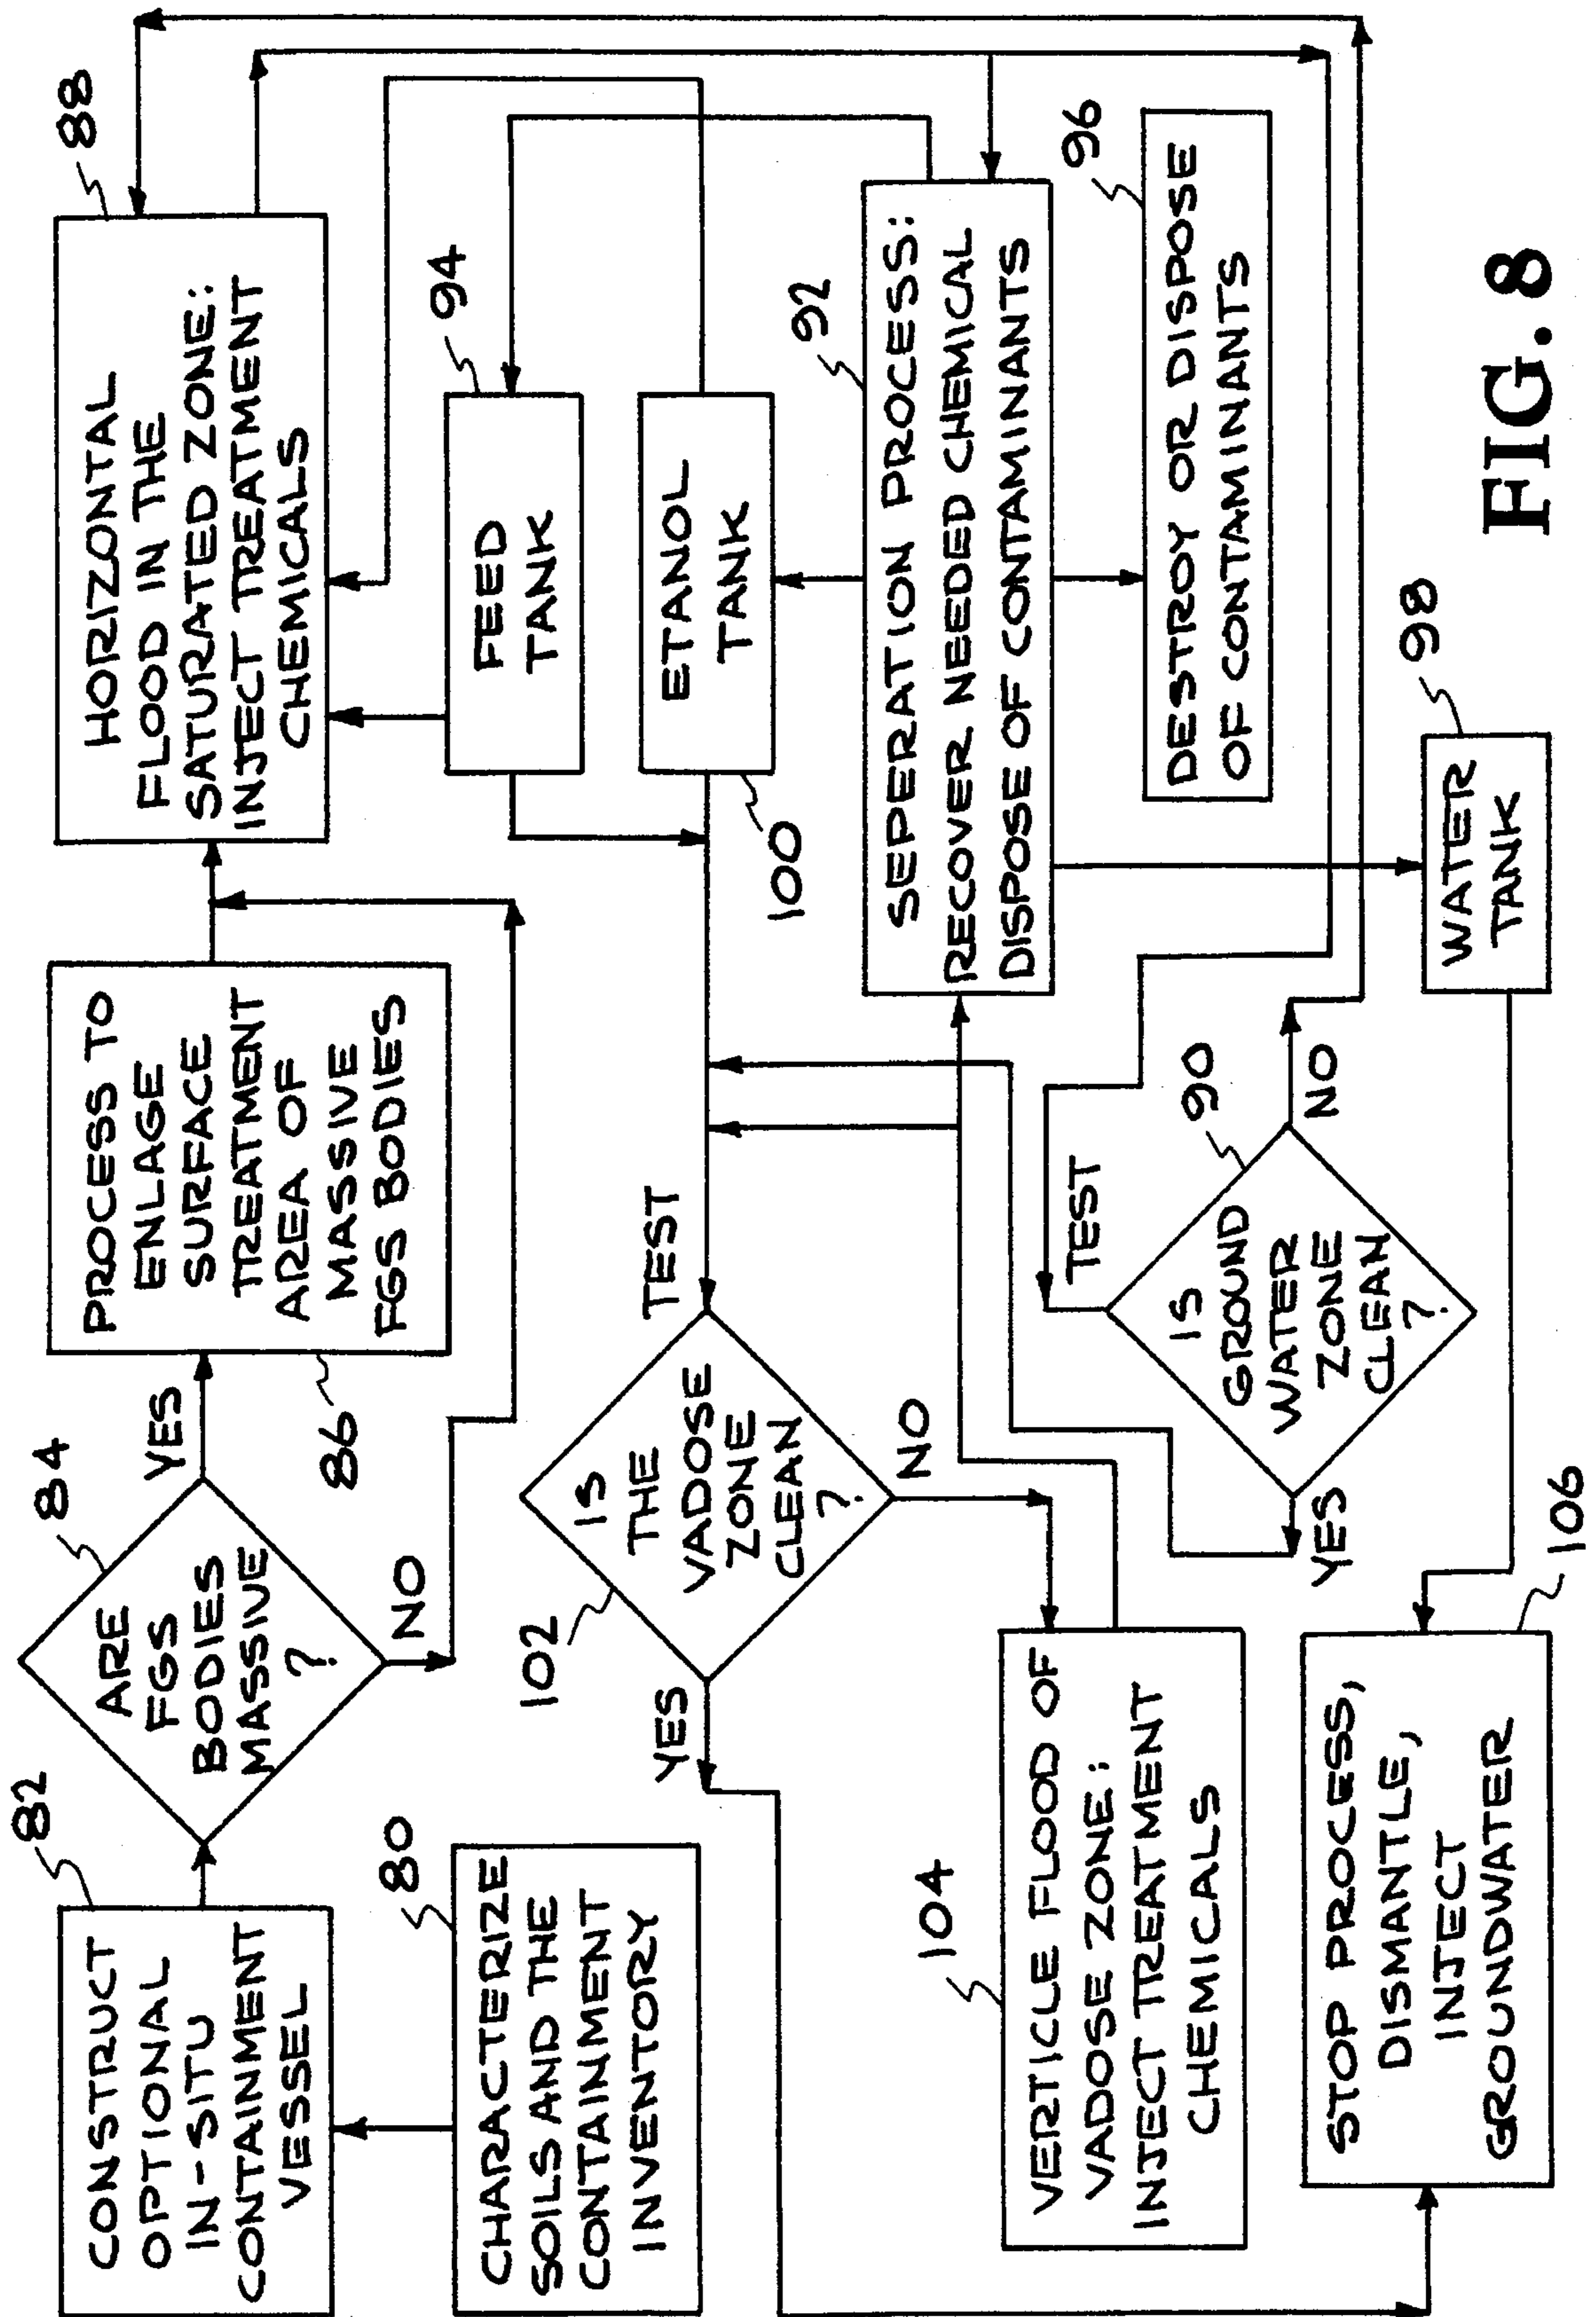 CONSTRUCT
OPTIONAL
IN-SITU
CONTAINMENT
VESSEL
82
ARE
FGS
BODIES
MASSIVE
?
84
YES
NO
PROCESS TO
ENLAGE
SURFACE
TREATMENT
AREA OF
MASSIVE
FGS BODIES
86
HORIZONTAL
FLOOD IN THE
SATURATED ZONE:
INJECT TREATMENT
CHEMICALS
88
CHARACTERIZE
SOILS AND THE
CONTAINMENT
INVENTORY
80
IS
THE
VADOSE
ZONE
CLEAN
?
102
YES
NO
TEST
FEED
TANK
94
ETANOL
TANK
100
SEPERATION PROCESS:
RECOVER NEEDED CHEMICAL
DISPOSE OF CONTAMINANTS
92
VERTICLE FLOOD OF
VADOSE ZONE:
INJECT TREATMENT
CHEMICALS
104
IS
GROUND
WATER
ZONE
CLEAN
?
90
TEST
YES
NO
DESTROY OR DISPOSE
OF CONTAMINANTS
96
STOP PROCESS,
DISMANTLE,
INJECT
GROUNDWATER
106
WATER
TANK
98
FIG. 8